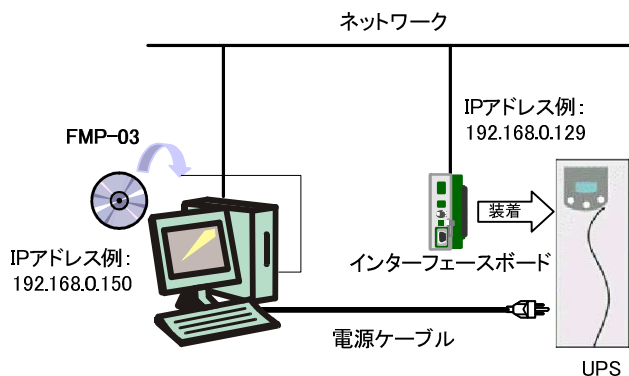 ネットワーク
IPアドレス例:
192.168.0.129
FMP-03
装着
IPアドレス例:
192.168.0.150
インターフェースボード
電源ケーブル
UPS